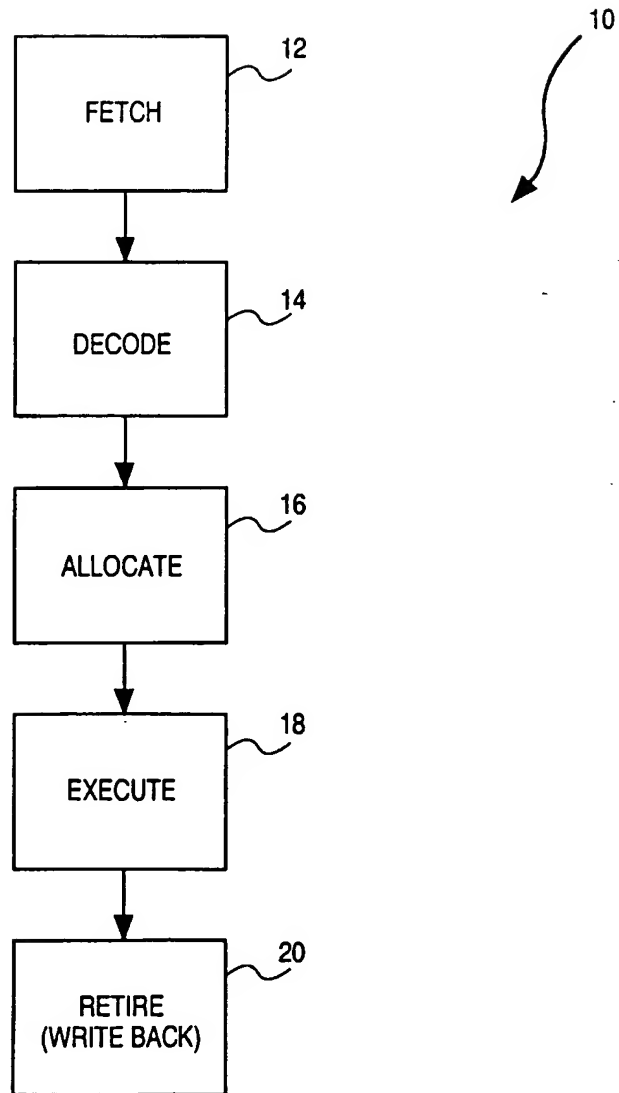 10
12
FETCH
14
DECODE
16
ALLOCATE
18
EXECUTE
20
RETIRE
(WRITE BACK)